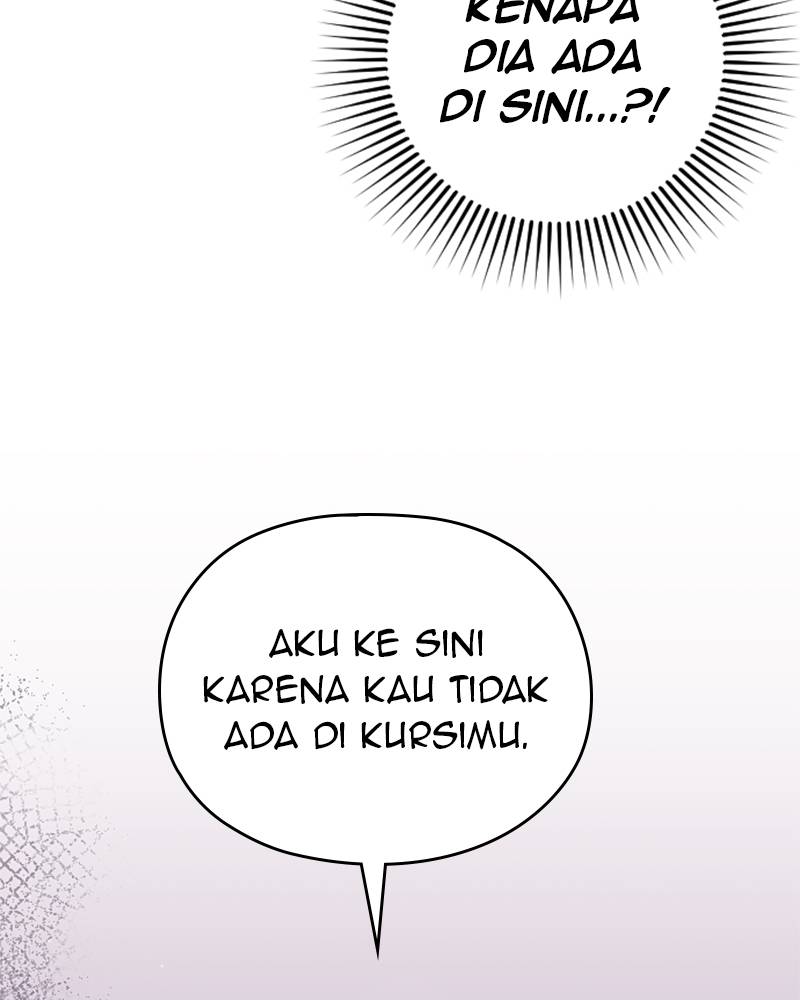 KENAPA
DIA ADA
DI SINI...?!
AKU KE SINI
KARENA KAU TIDAK
ADA DI KURSIMU.